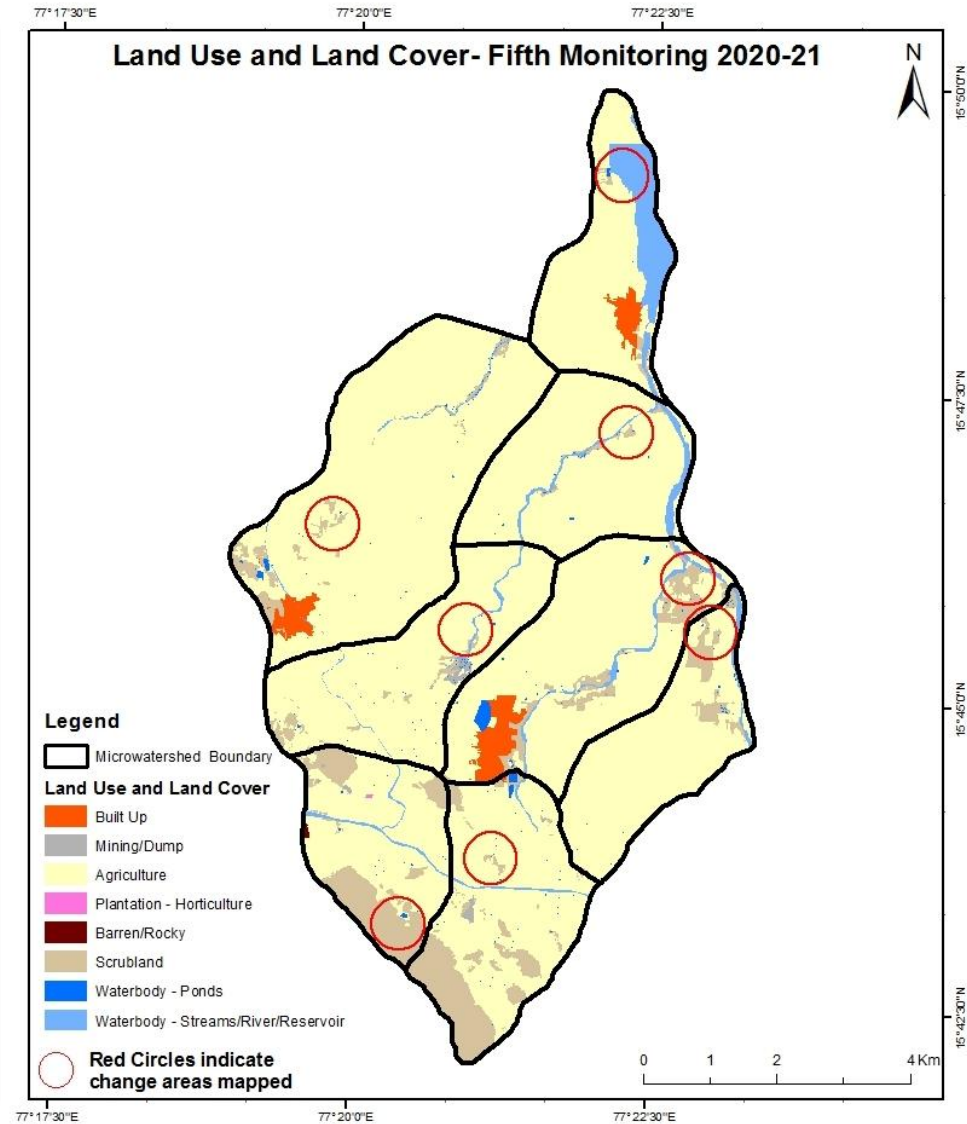 77°17'30"E 77°20'0"E 77°22'30"E
Land Use and Land Cover- Fifth Monitoring 2020-21
N
15°50'0"N
15°47'30"N
15°45'0"N
15°42'30"N
Legend
Microwatershed Boundary
Land Use and Land Cover
Built Up
Mining/Dump
Agriculture
Plantation - Horticulture
Barren/Rocky
Scrubland
Waterbody - Ponds
Waterbody - Streams/River/Reservoir
Red Circles indicate
change areas mapped
0 1 2 4 Km
77°17'30"E 77°20'0"E 77°22'30"E